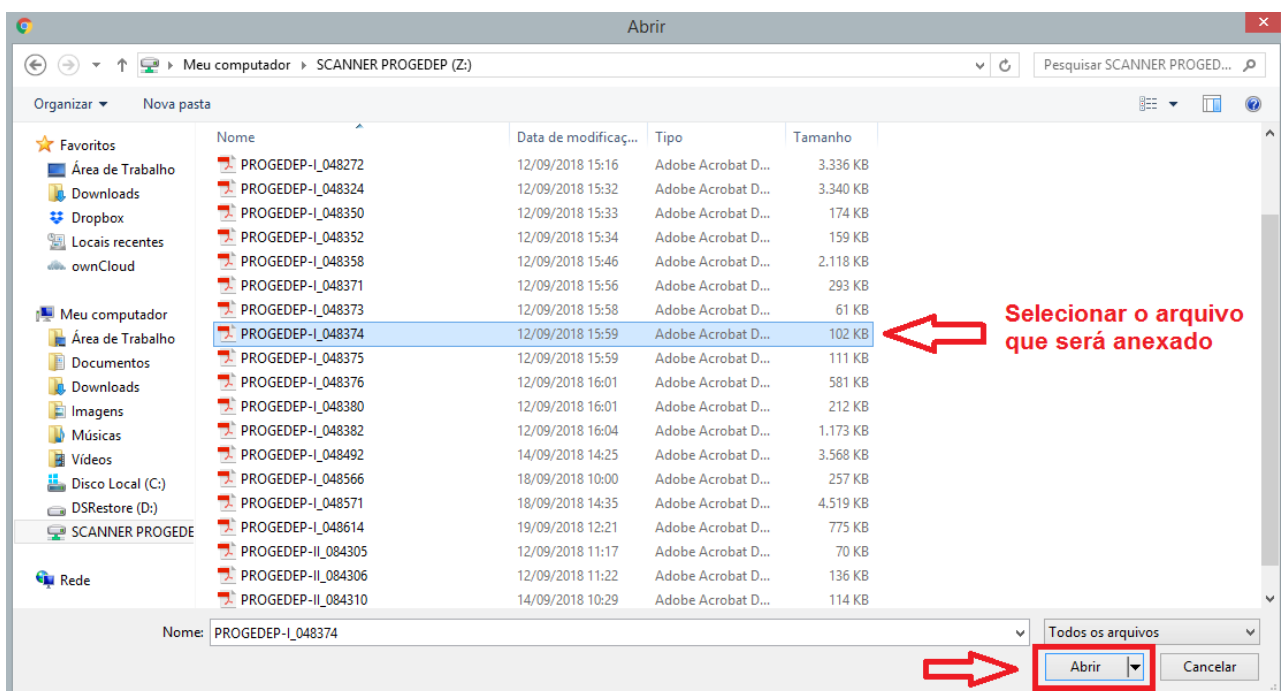 Abrir
Meu computador SCANNER PROGEDEP (Z:)
Pesquisar SCANNER PROGED...
Organizar Nova pasta
Nome Data de modificaç... Tipo Tamanho
Favoritos
Área de Trabalho
Downloads
Dropbox
Locais recentes
ownCloud
Meu computador
Área de Trabalho
Documentos
Downloads
Imagens
Músicas
Vídeos
Disco Local (C:)
DSRestore (D:)
SCANNER PROGEDE
Rede
PROGEDEP-I_048272 12/09/2018 15:16 Adobe Acrobat D... 3.336 KB
PROGEDEP-I_048324 12/09/2018 15:32 Adobe Acrobat D... 3.340 KB
PROGEDEP-I_048350 12/09/2018 15:33 Adobe Acrobat D... 174 KB
PROGEDEP-I_048352 12/09/2018 15:34 Adobe Acrobat D... 159 KB
PROGEDEP-I_048358 12/09/2018 15:46 Adobe Acrobat D... 2.118 KB
PROGEDEP-I_048371 12/09/2018 15:56 Adobe Acrobat D... 293 KB
PROGEDEP-I_048373 12/09/2018 15:58 Adobe Acrobat D... 61 KB
PROGEDEP-I_048374 12/09/2018 15:59 Adobe Acrobat D... 102 KB
PROGEDEP-I_048375 12/09/2018 15:59 Adobe Acrobat D... 111 KB
PROGEDEP-I_048376 12/09/2018 16:01 Adobe Acrobat D... 581 KB
PROGEDEP-I_048380 12/09/2018 16:01 Adobe Acrobat D... 212 KB
PROGEDEP-I_048382 12/09/2018 16:04 Adobe Acrobat D... 1.173 KB
PROGEDEP-I_048492 14/09/2018 14:25 Adobe Acrobat D... 3.568 KB
PROGEDEP-I_048566 18/09/2018 10:00 Adobe Acrobat D... 257 KB
PROGEDEP-I_048571 18/09/2018 14:35 Adobe Acrobat D... 4.519 KB
PROGEDEP-I_048614 19/09/2018 12:21 Adobe Acrobat D... 775 KB
PROGEDEP-II_084305 12/09/2018 11:17 Adobe Acrobat D... 70 KB
PROGEDEP-II_084306 12/09/2018 11:22 Adobe Acrobat D... 136 KB
PROGEDEP-II_084310 14/09/2018 10:29 Adobe Acrobat D... 114 KB
Selecionar o arquivo
que será anexado
Nome: PROGEDEP-I_048374
Todos os arquivos
Abrir Cancelar